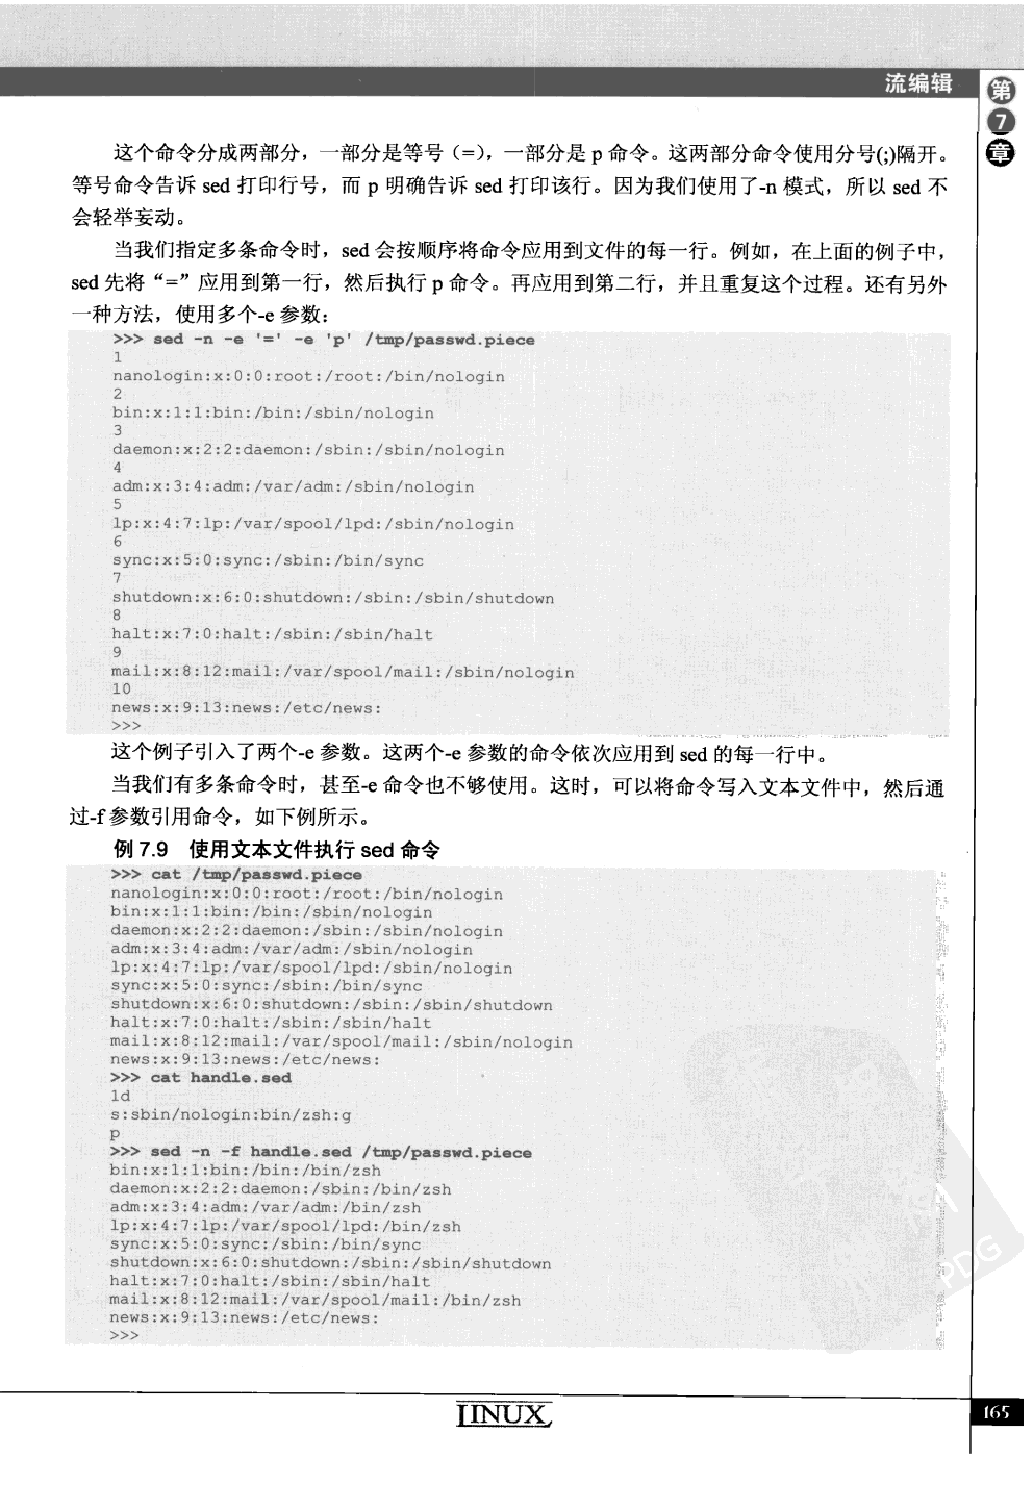 流编辑
第7章
这个命令分成两部分，一部分是等号（=），一部分是 p 命令。这两部分命令使用分号(;)隔开。
等号命令告诉 sed 打印行号，而 p 明确告诉 sed 打印该行。因为我们使用了-n 模式，所以 sed 不
会轻举妄动。
当我们指定多条命令时，sed 会按顺序将命令应用到文件的每一行。例如，在上面的例子中，
sed 先将“=”应用到第一行，然后执行 p 命令。再应用到第二行，并且重复这个过程。还有另外
一种方法，使用多个-e 参数：
>>> sed -n -e '=' -e 'p' /tmp/passwd.piece
1
nanologin:x:0:0:root:/root:/bin/nologin
2
bin:x:1:1:bin:/bin:/sbin/nologin
3
daemon:x:2:2:daemon:/sbin:/sbin/nologin
4
adm:x:3:4:adm:/var/adm:/sbin/nologin
5
lp:x:4:7:lp:/var/spool/lpd:/sbin/nologin
6
sync:x:5:0:sync:/sbin:/bin/sync
7
shutdown:x:6:0:shutdown:/sbin:/sbin/shutdown
8
halt:x:7:0:halt:/sbin:/sbin/halt
9
mail:x:8:12:mail:/var/spool/mail:/sbin/nologin
10
news:x:9:13:news:/etc/news:
>>>
这个例子引入了两个-e 参数。这两个-e 参数的命令依次应用到 sed 的每一行中。
当我们有多条命令时，甚至-e 命令也不够使用。这时，可以将命令写入文本文件中，然后通
过-f 参数引用命令，如下例所示。
例 7.9 使用文本文件执行 sed 命令
>>> cat /tmp/passwd.piece
nanologin:x:0:0:root:/root:/bin/nologin
bin:x:1:1:bin:/bin:/sbin/nologin
daemon:x:2:2:daemon:/sbin:/sbin/nologin
adm:x:3:4:adm:/var/adm:/sbin/nologin
lp:x:4:7:lp:/var/spool/lpd:/sbin/nologin
sync:x:5:0:sync:/sbin:/bin/sync
shutdown:x:6:0:shutdown:/sbin:/sbin/shutdown
halt:x:7:0:halt:/sbin:/sbin/halt
mail:x:8:12:mail:/var/spool/mail:/sbin/nologin
news:x:9:13:news:/etc/news:
>>> cat handle.sed
1d
s:sbin/nologin:bin/zsh:g
p
>>> sed -n -f handle.sed /tmp/passwd.piece
bin:x:1:1:bin:/bin:/bin/zsh
daemon:x:2:2:daemon:/sbin:/bin/zsh
adm:x:3:4:adm:/var/adm:/bin/zsh
lp:x:4:7:lp:/var/spool/lpd:/bin/zsh
sync:x:5:0:sync:/sbin:/bin/sync
shutdown:x:6:0:shutdown:/sbin:/sbin/shutdown
halt:x:7:0:halt:/sbin:/sbin/halt
mail:x:8:12:mail:/var/spool/mail:/bin/zsh
news:x:9:13:news:/etc/news:
>>>
PDG
LINUX
165